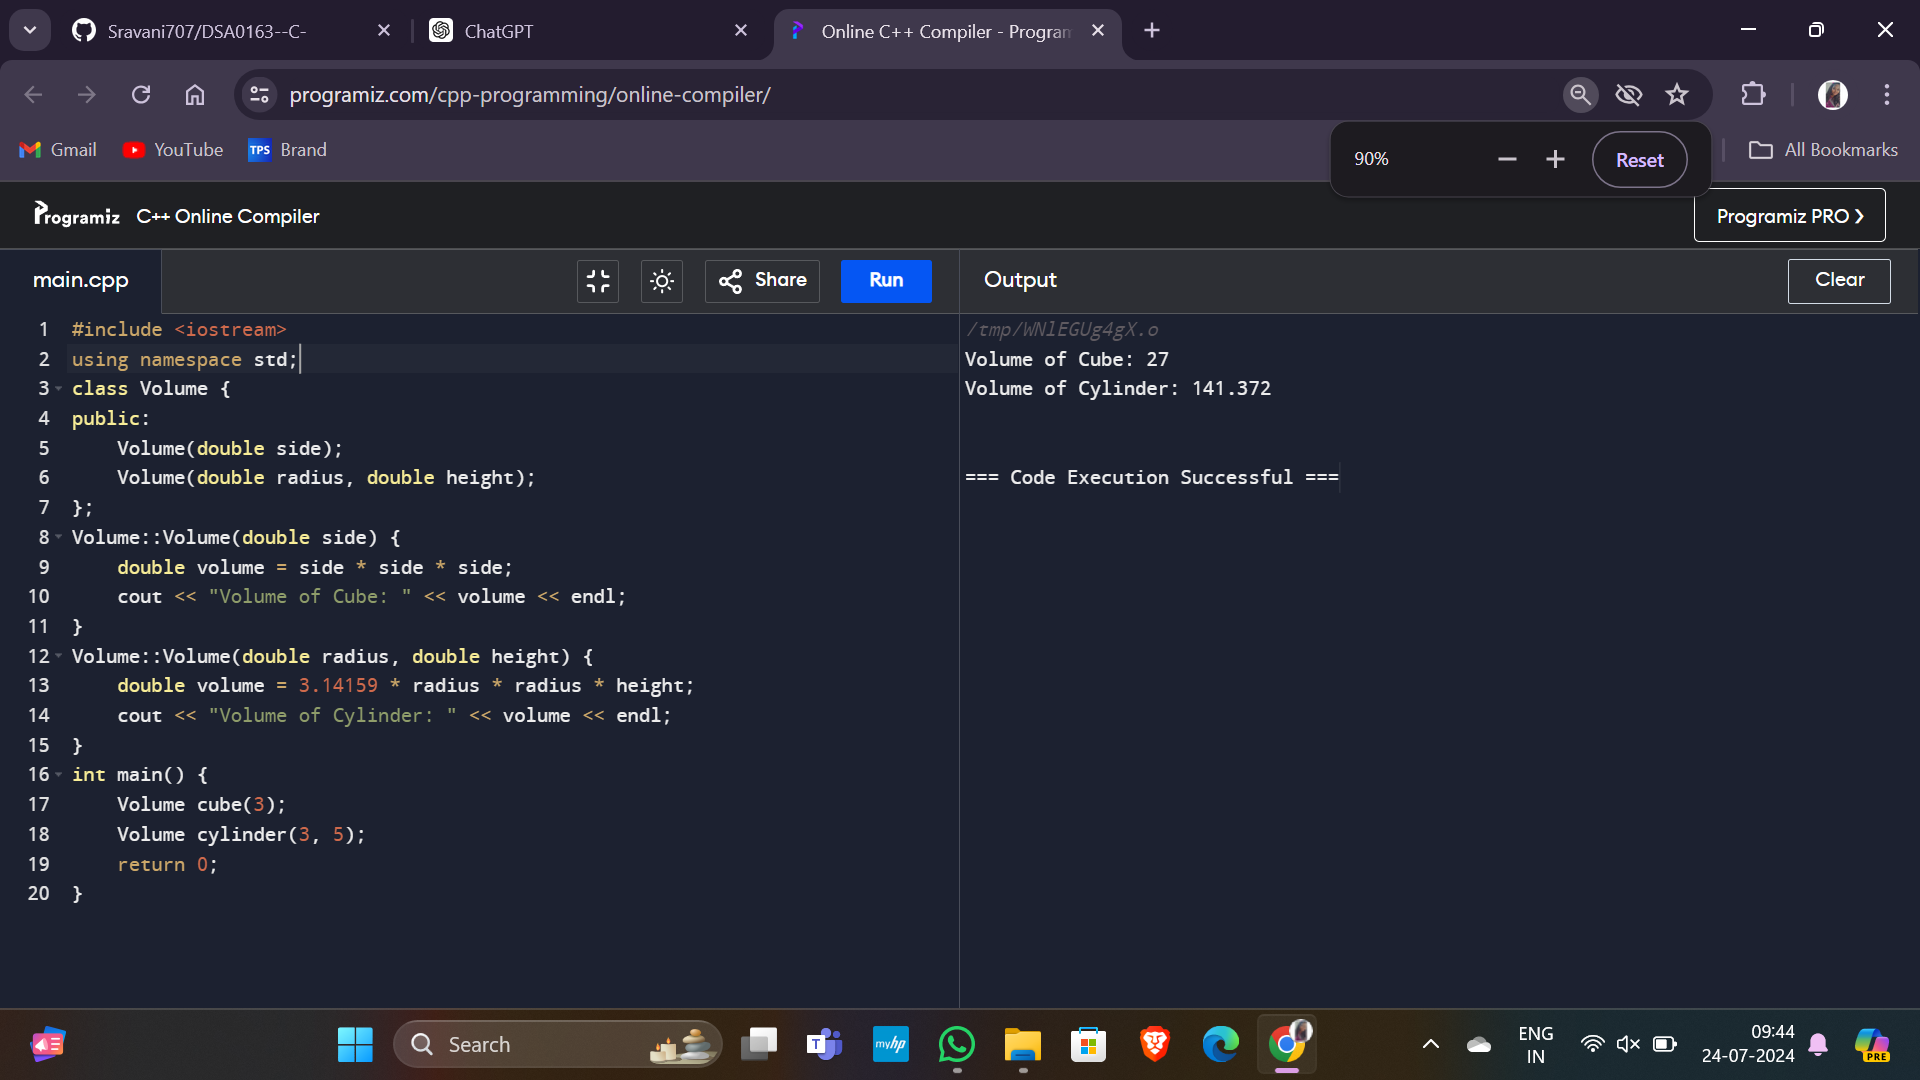 Sravani707/DSA0163--C-
ChatGPT
Online C++ Compiler - Program
programiz.com/cpp-programming/online-compiler/
Gmail
YouTube
TPS
Brand
90%
Reset
All Bookmarks
Programiz
C++ Online Compiler
Programiz PRO ❯
main.cpp
Share
Run
Output
Clear
1 #include <iostream>
2 using namespace std;
3 class Volume {
4 public:
5     Volume(double side);
6     Volume(double radius, double height);
7 };
8 Volume::Volume(double side) {
9     double volume = side * side * side;
10     cout << "Volume of Cube: " << volume << endl;
11 }
12 Volume::Volume(double radius, double height) {
13     double volume = 3.14159 * radius * radius * height;
14     cout << "Volume of Cylinder: " << volume << endl;
15 }
16 int main() {
17     Volume cube(3);
18     Volume cylinder(3, 5);
19     return 0;
20 }
/tmp/WNlEGUg4gX.o
Volume of Cube: 27
Volume of Cylinder: 141.372
=== Code Execution Successful ===
Search
T
myhp
ENG
IN
09:44
24-07-2024
PRE